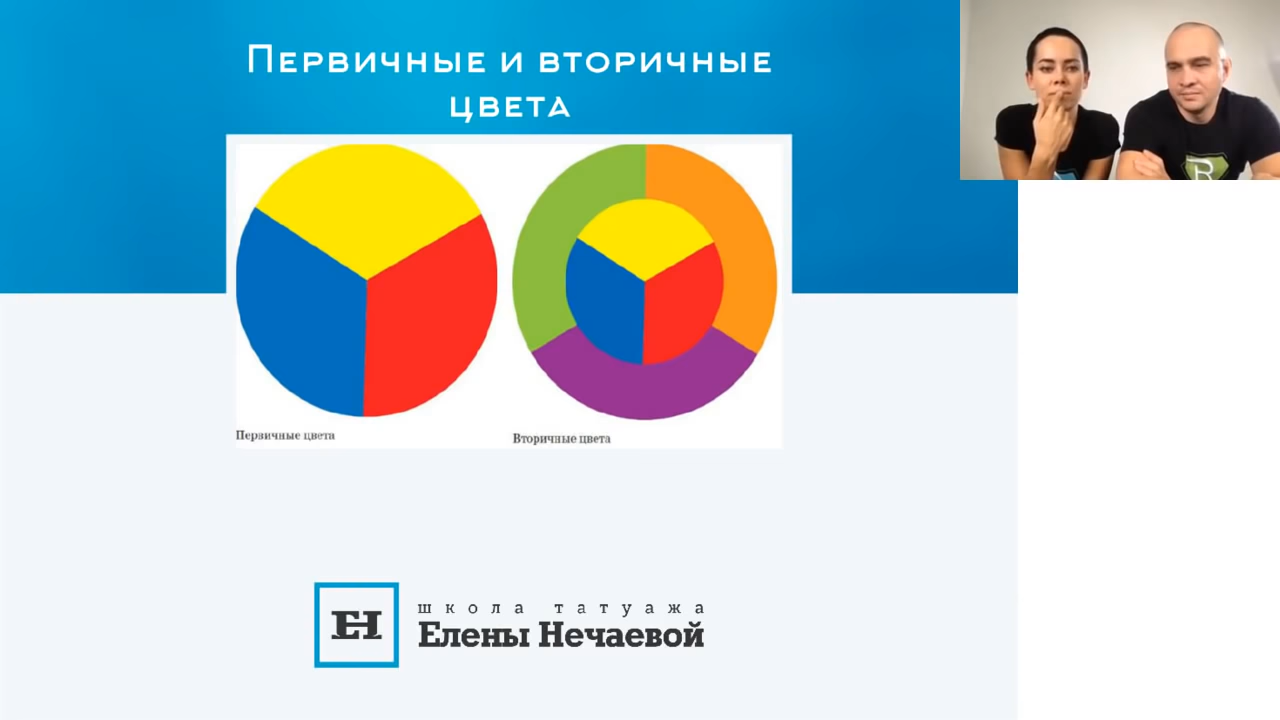 Первичные и вторичные
цвета
Первичные цвета
Вторичные цвета
ЕН
школа татуажа
Елены Нечаевой
R